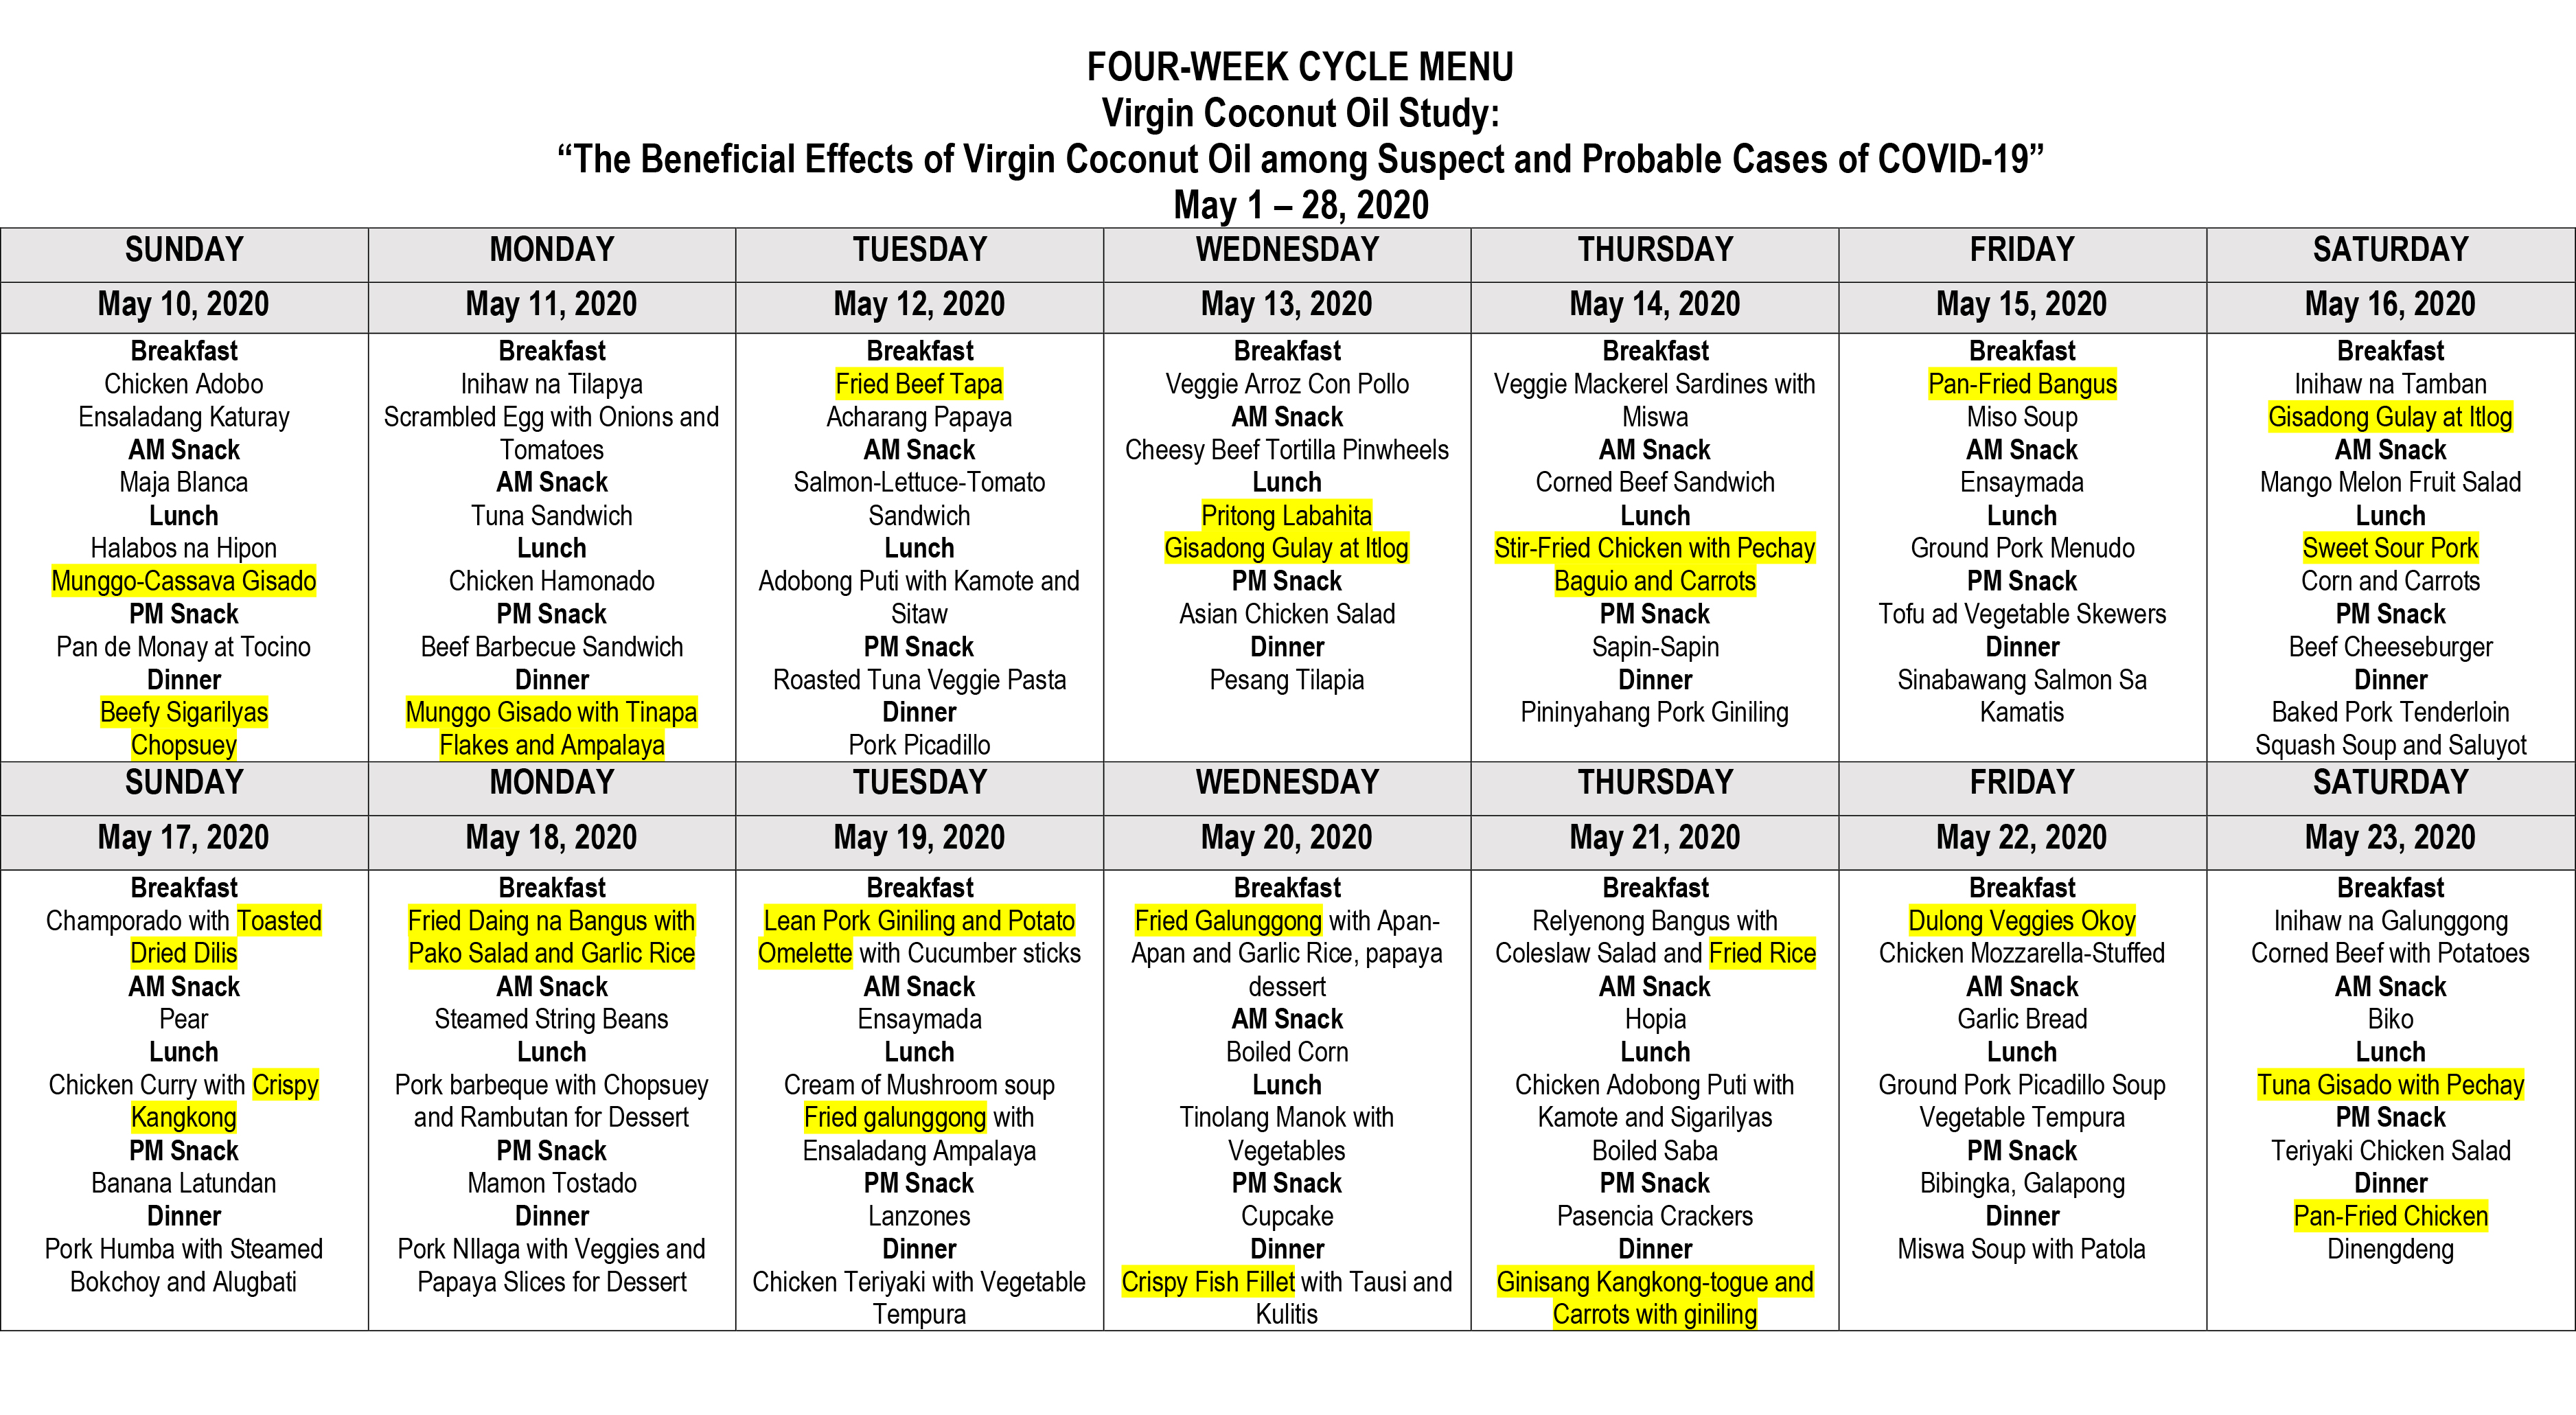 FOUR-WEEK CYCLE MENU
Virgin Coconut Oil Study:
“The Beneficial Effects of Virgin Coconut Oil among Suspect and Probable Cases of COVID-19”
May 1 – 28, 2020
SUNDAY MONDAY TUESDAY WEDNESDAY THURSDAY FRIDAY SATURDAY
May 10, 2020 May 11, 2020 May 12, 2020 May 13, 2020 May 14, 2020 May 15, 2020 May 16, 2020
Breakfast
Chicken Adobo
Ensaladang Katuray
AM Snack
Maja Blanca
Lunch
Halabos na Hipon
Munggo-Cassava Gisado
PM Snack
Pan de Monay at Tocino
Dinner
Beefy Sigarilyas
Chopsuey
Breakfast
Inihaw na Tilapya
Scrambled Egg with Onions and
Tomatoes
AM Snack
Tuna Sandwich
Lunch
Chicken Hamonado
PM Snack
Beef Barbecue Sandwich
Dinner
Munggo Gisado with Tinapa
Flakes and Ampalaya
Breakfast
Fried Beef Tapa
Acharang Papaya
AM Snack
Salmon-Lettuce-Tomato
Sandwich
Lunch
Adobong Puti with Kamote and
Sitaw
PM Snack
Roasted Tuna Veggie Pasta
Dinner
Pork Picadillo
Breakfast
Veggie Arroz Con Pollo
AM Snack
Cheesy Beef Tortilla Pinwheels
Lunch
Pritong Labahita
Gisadong Gulay at Itlog
PM Snack
Asian Chicken Salad
Dinner
Pesang Tilapia
Breakfast
Veggie Mackerel Sardines with
Miswa
AM Snack
Corned Beef Sandwich
Lunch
Stir-Fried Chicken with Pechay
Baguio and Carrots
PM Snack
Sapin-Sapin
Dinner
Pininyahang Pork Giniling
Breakfast
Pan-Fried Bangus
Miso Soup
AM Snack
Ensaymada
Lunch
Ground Pork Menudo
PM Snack
Tofu ad Vegetable Skewers
Dinner
Sinabawang Salmon Sa
Kamatis
Breakfast
Inihaw na Tamban
Gisadong Gulay at Itlog
AM Snack
Mango Melon Fruit Salad
Lunch
Sweet Sour Pork
Corn and Carrots
PM Snack
Beef Cheeseburger
Dinner
Baked Pork Tenderloin
Squash Soup and Saluyot
SUNDAY MONDAY TUESDAY WEDNESDAY THURSDAY FRIDAY SATURDAY
May 17, 2020 May 18, 2020 May 19, 2020 May 20, 2020 May 21, 2020 May 22, 2020 May 23, 2020
Breakfast
Champorado with Toasted
Dried Dilis
AM Snack
Pear
Lunch
Chicken Curry with Crispy
Kangkong
PM Snack
Banana Latundan
Dinner
Pork Humba with Steamed
Bokchoy and Alugbati
Breakfast
Fried Daing na Bangus with
Pako Salad and Garlic Rice
AM Snack
Steamed String Beans
Lunch
Pork barbeque with Chopsuey
and Rambutan for Dessert
PM Snack
Mamon Tostado
Dinner
Pork NIlaga with Veggies and
Papaya Slices for Dessert
Breakfast
Lean Pork Giniling and Potato
Omelette with Cucumber sticks
AM Snack
Ensaymada
Lunch
Cream of Mushroom soup
Fried galunggong with
Ensaladang Ampalaya
PM Snack
Lanzones
Dinner
Chicken Teriyaki with Vegetable
Tempura
Breakfast
Fried Galunggong with Apan-
Apan and Garlic Rice, papaya
dessert
AM Snack
Boiled Corn
Lunch
Tinolang Manok with
Vegetables
PM Snack
Cupcake
Dinner
Crispy Fish Fillet with Tausi and
Kulitis
Breakfast
Relyenong Bangus with
Coleslaw Salad and Fried Rice
AM Snack
Hopia
Lunch
Chicken Adobong Puti with
Kamote and Sigarilyas
Boiled Saba
PM Snack
Pasencia Crackers
Dinner
Ginisang Kangkong-togue and
Carrots with giniling
Breakfast
Dulong Veggies Okoy
Chicken Mozzarella-Stuffed
AM Snack
Garlic Bread
Lunch
Ground Pork Picadillo Soup
Vegetable Tempura
PM Snack
Bibingka, Galapong
Dinner
Miswa Soup with Patola
Breakfast
Inihaw na Galunggong
Corned Beef with Potatoes
AM Snack
Biko
Lunch
Tuna Gisado with Pechay
PM Snack
Teriyaki Chicken Salad
Dinner
Pan-Fried Chicken
Dinengdeng